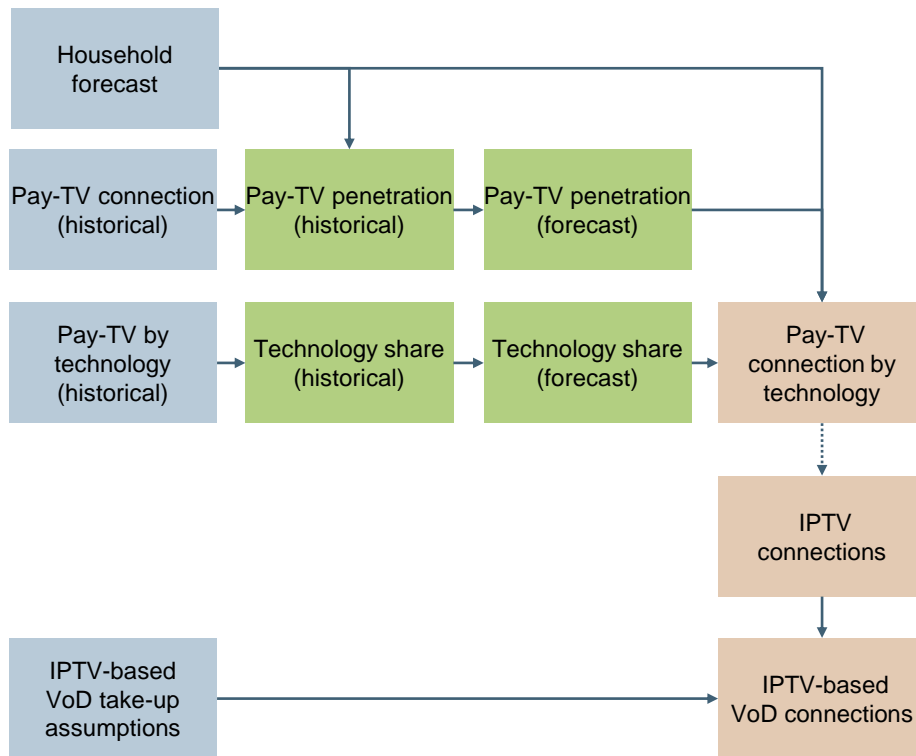 Household
forecast
Pay-TV connection
(historical)
Pay-TV penetration
(historical)
Pay-TV penetration
(forecast)
Pay-TV by
technology
(historical)
Technology share
(historical)
Technology share
(forecast)
Pay-TV
connection by
technology
IPTV
connections
IPTV-based
VoD take-up
assumptions
IPTV-based
VoD connections